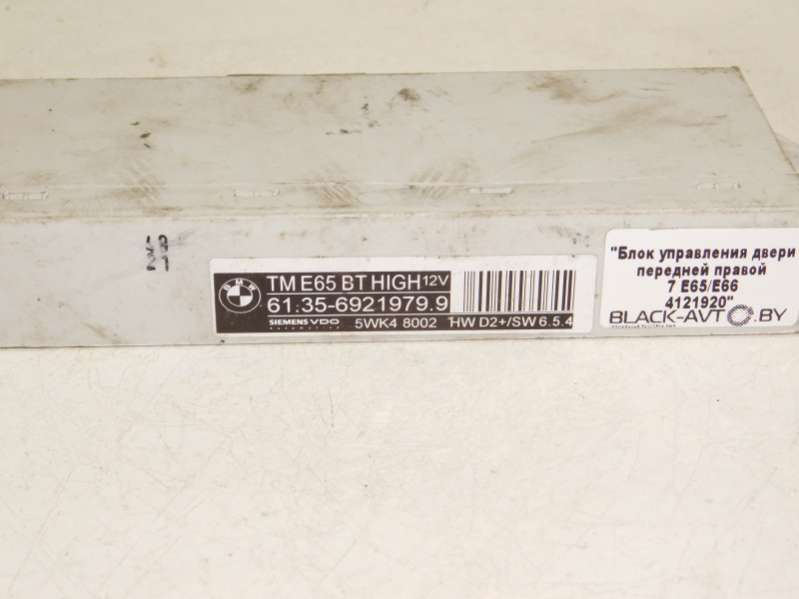 BMW
TM E65 BT HIGH 12V
61.35-6921979.9
SIEMENS VDO 5WK4 8002 HW D2+/SW 6.5.4
"Блок управления двери
передней правой
7 E65/E66
4121920"
BLACK-AVTO.BY